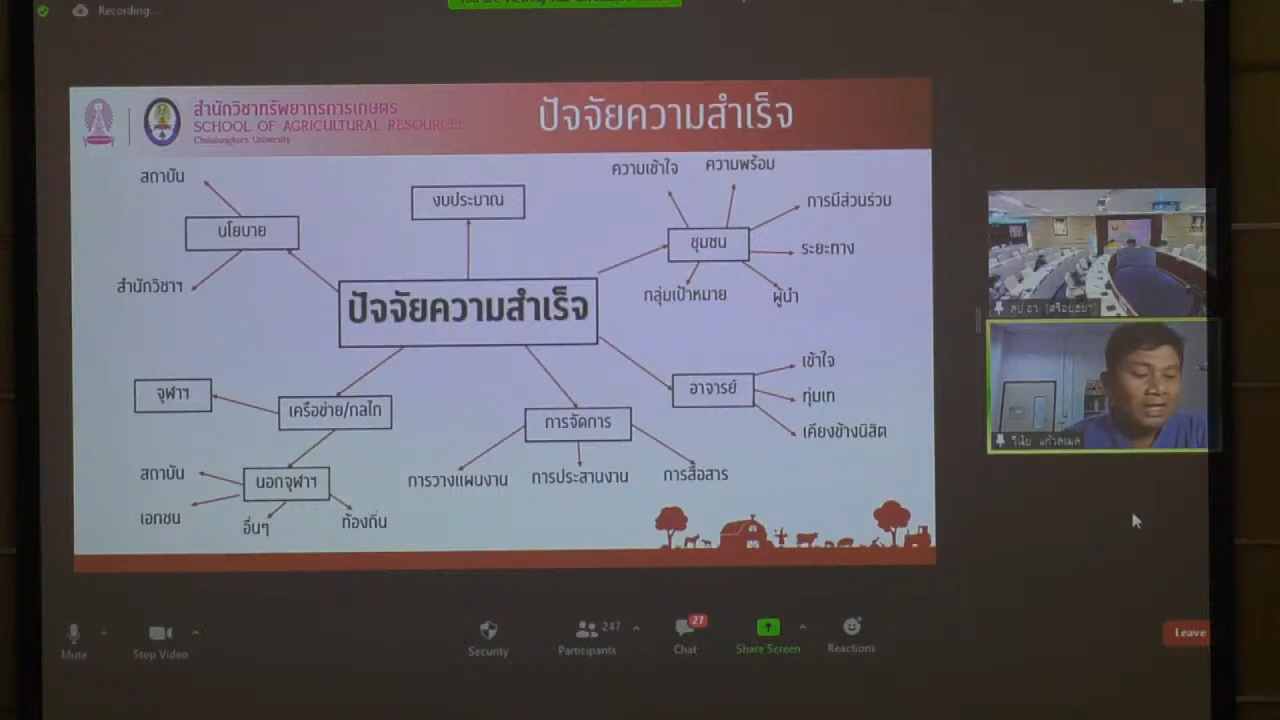 Recording...
สำนักวิชาทรัพยากรการเกษตร
SCHOOL OF AGRICULTURAL RESOURCES
Chulalongkorn University
ปัจจัยความสำเร็จ
สถาบัน
นโยบาย
สำนักวิชาฯ
งบประมาณ
ความเข้าใจ
ความพร้อม
การมีส่วนร่วม
ชุมชน
ระยะทาง
กลุ่มเป้าหมาย
ผู้นำ
ปัจจัยความสำเร็จ
จุฬาฯ
เครือข่าย/กลไก
การจัดการ
อาจารย์
เข้าใจ
ทุ่มเท
เคียงข้างนิสิต
สถาบัน
นอกจุฬาฯ
เอกชน
อื่นๆ
ท้องถิ่น
การวางแผนงาน
การประสานงาน
การสื่อสาร
วินัย
Mute
Stop Video
Security
247
Participants
27
Chat
Share Screen
Reactions
Leave